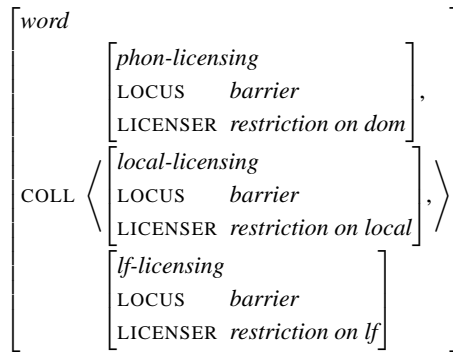 word
phon-licensing
LOCUS barrier
LICENSER restriction on dom ,
local-licensing
LOCUS barrier
COLL ⟨ LICENSER restriction on local , ⟩
lf-licensing
LOCUS barrier
LICENSER restriction on lf